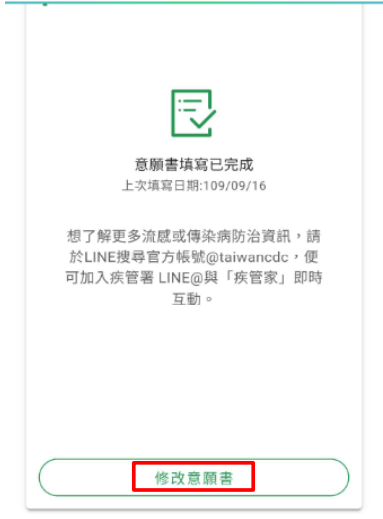 意願書填寫已完成
上次填寫日期:109/09/16
想了解更多流感或傳染病防治資訊，請
於LINE搜尋官方帳號@taiwancdc，便
可加入疾管署 LINE@與「疾管家」即時
互動。
修改意願書